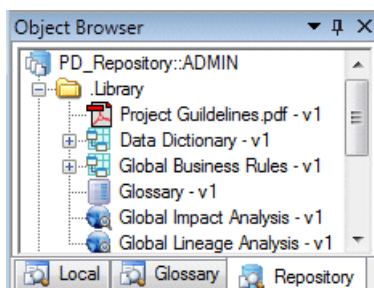 Object Browser
PD_Repository::ADMIN
.Library
Project Guildelines.pdf - v1
Data Dictionary - v1
Global Business Rules - v1
Glossary - v1
Global Impact Analysis - v1
Global Lineage Analysis - v1
Local Glossary Repository